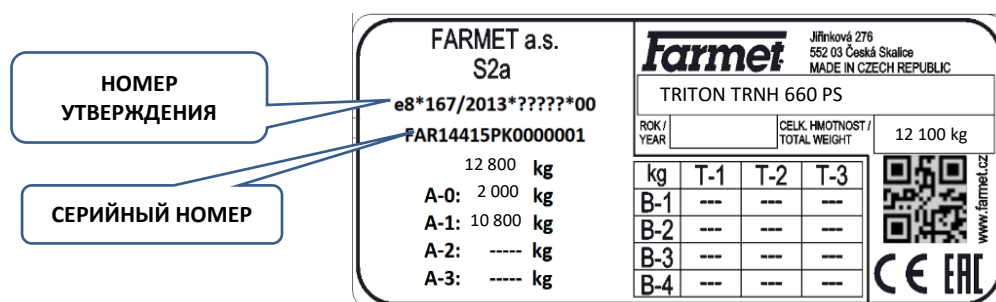 НОМЕР
УТВЕРЖДЕНИЯ
СЕРИЙНЫЙ НОМЕР
FARMET a.s.
S2a
e8*167/2013*?????*00
FAR14415PK0000001
12 800 kg
A-0: 2 000 kg
A-1: 10 800 kg
A-2: ----- kg
A-3: ----- kg
Farmet
Jiřinková 276
552 03 Česká Skalice
MADE IN CZECH REPUBLIC
TRITON TRNH 660 PS
ROK / YEAR
CELK. HMOTNOST / TOTAL WEIGHT
12 100 kg
kg T-1 T-2 T-3
B-1 --- --- ---
B-2 --- --- ---
B-3 --- --- ---
B-4 --- --- ---
www.farmet.cz
CE EAC